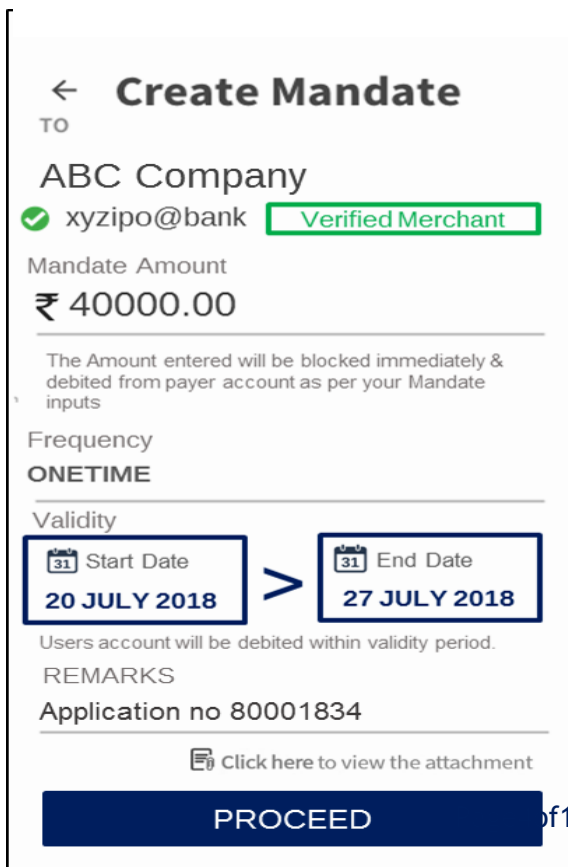 ← Create Mandate
TO
ABC Company
xyzipo@bank Verified Merchant
Mandate Amount
₹ 40000.00
The Amount entered will be blocked immediately &
debited from payer account as per your Mandate
inputs
Frequency
ONETIME
Validity
31 Start Date > 31 End Date
20 JULY 2018 27 JULY 2018
Users account will be debited within validity period.
REMARKS
Application no 80001834
Click here to view the attachment
PROCEED